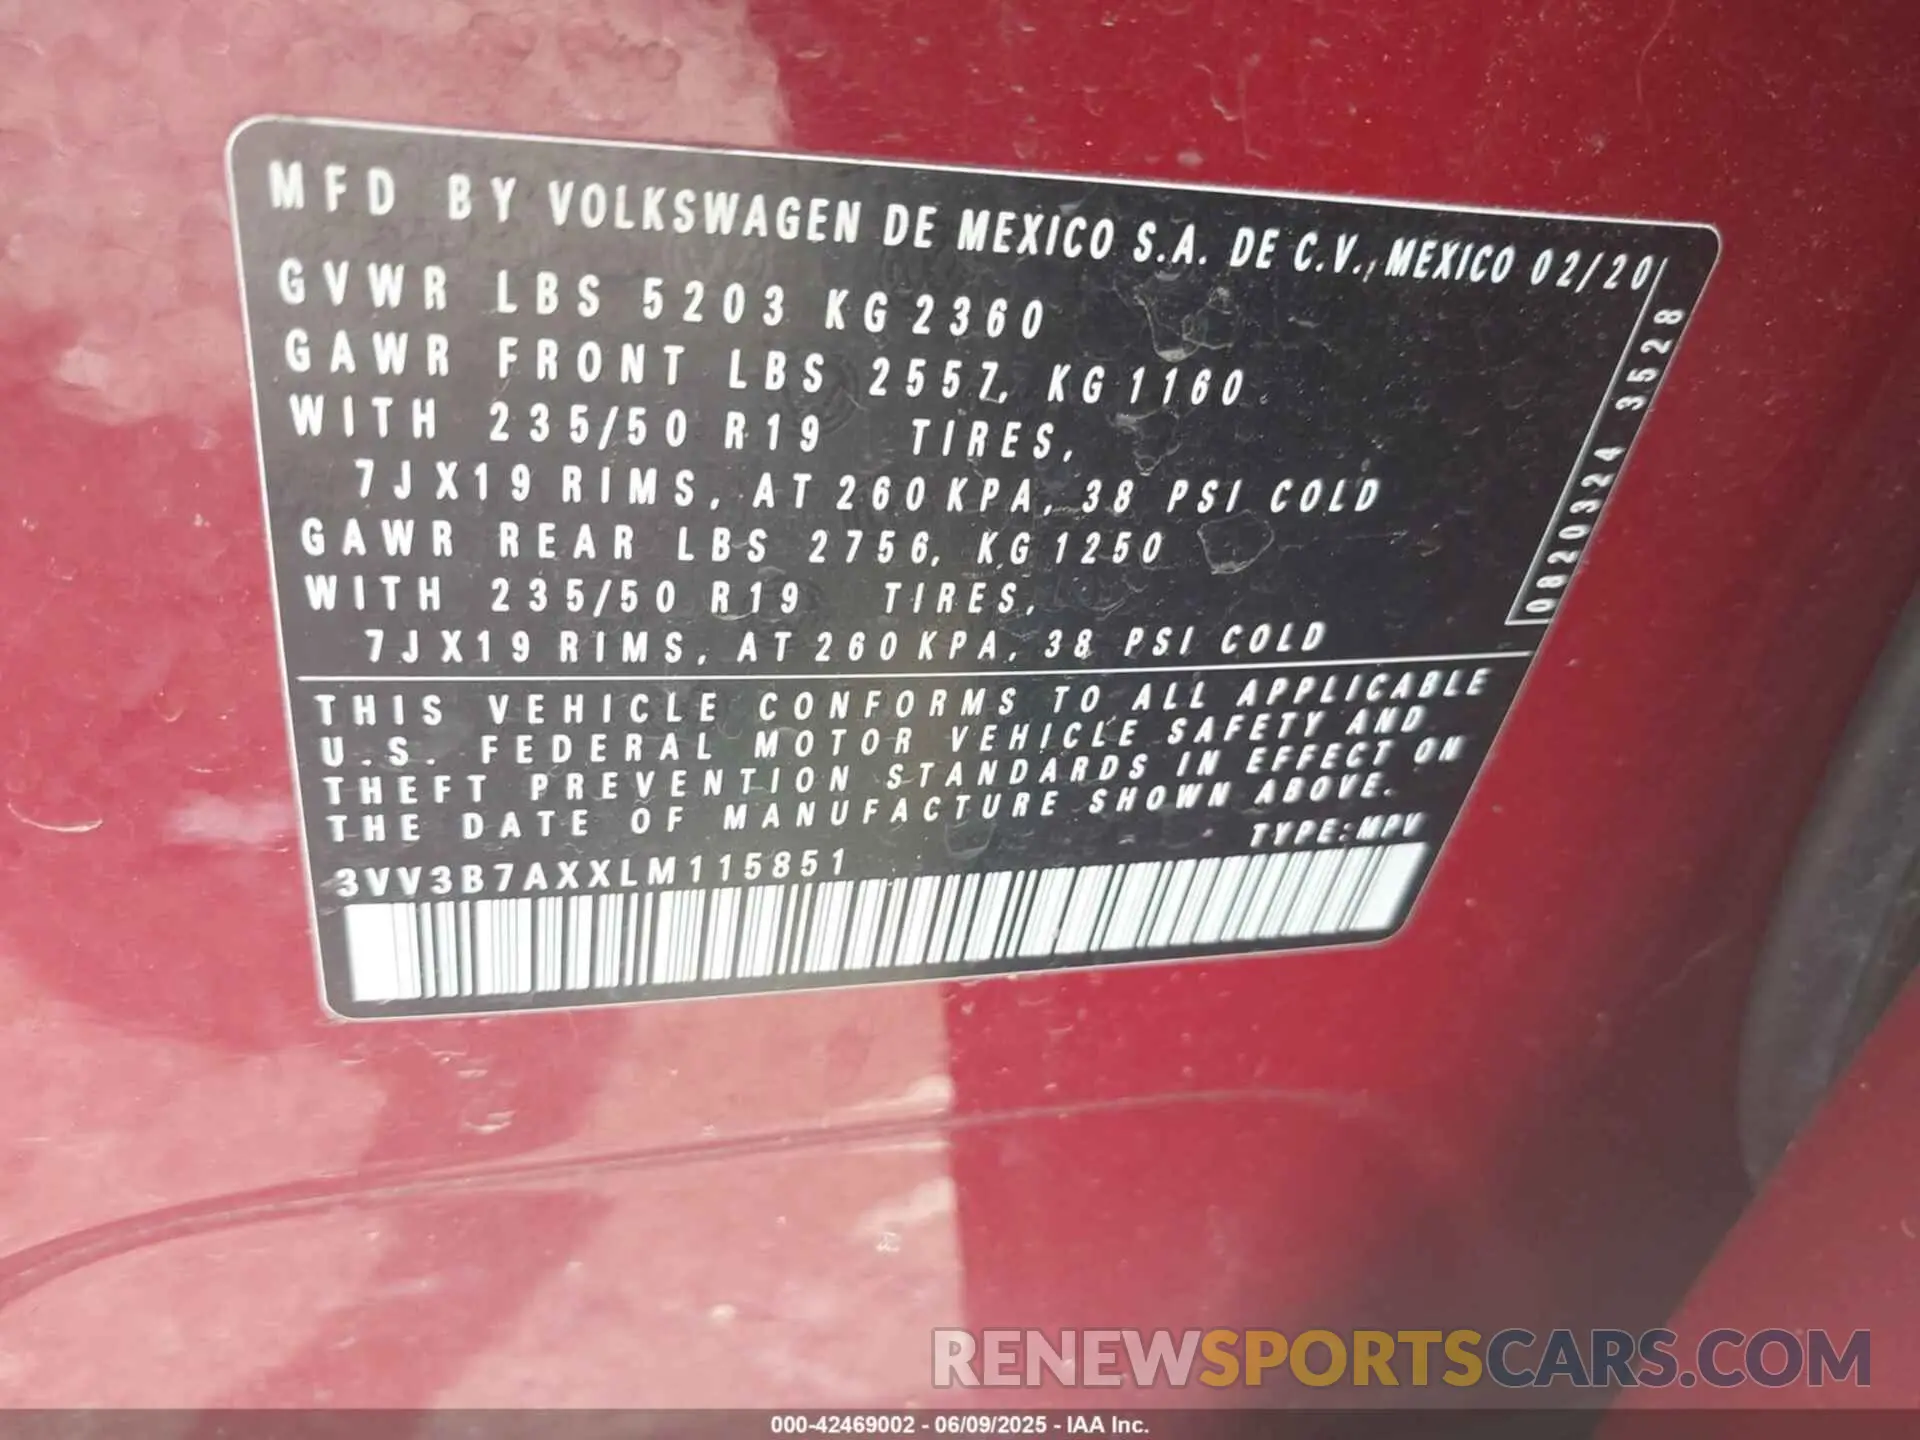 MFD BY VOLKSWAGEN DE MEXICO S.A. DE C.V., MEXICO 02/20
GVWR LBS 5203 KG 2360
GAWR FRONT LBS 2557, KG 1160
WITH 235/50 R19 TIRES,
7JX19 RIMS, AT 260 KPA, 38 PSI COLD
GAWR REAR LBS 2756, KG 1250
WITH 235/50 R19 TIRES,
7JX19 RIMS, AT 260 KPA, 38 PSI COLD
0820324 3528
THIS VEHICLE CONFORMS TO ALL APPLICABLE
U.S. FEDERAL MOTOR VEHICLE SAFETY AND
THEFT PREVENTION STANDARDS IN EFFECT ON
THE DATE OF MANUFACTURE SHOWN ABOVE.
TYPE: MPV
3VV3B7AXXLM115851
RENEWSPORTSCARS.COM
000-42469002 - 06/09/2025 - IAA Inc.